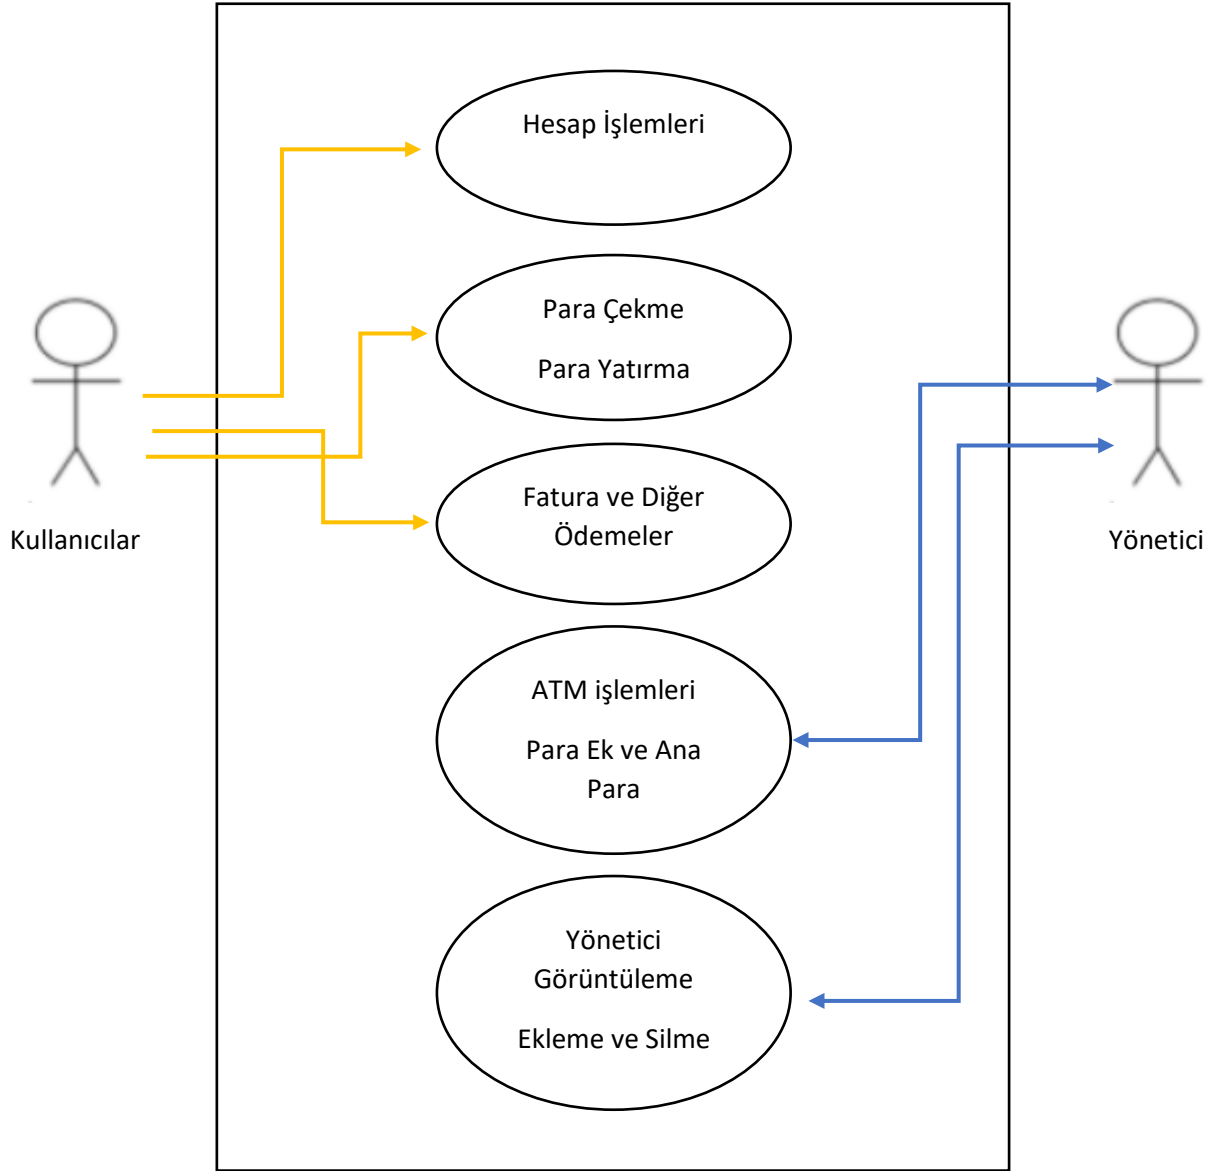 Hesap İşlemleri
Para Çekme
Para Yatırma
Fatura ve Diğer
Ödemeler
Kullanıcılar
Yönetici
ATM işlemleri
Para Ek ve Ana
Para
Yönetici
Görüntüleme
Ekleme ve Silme